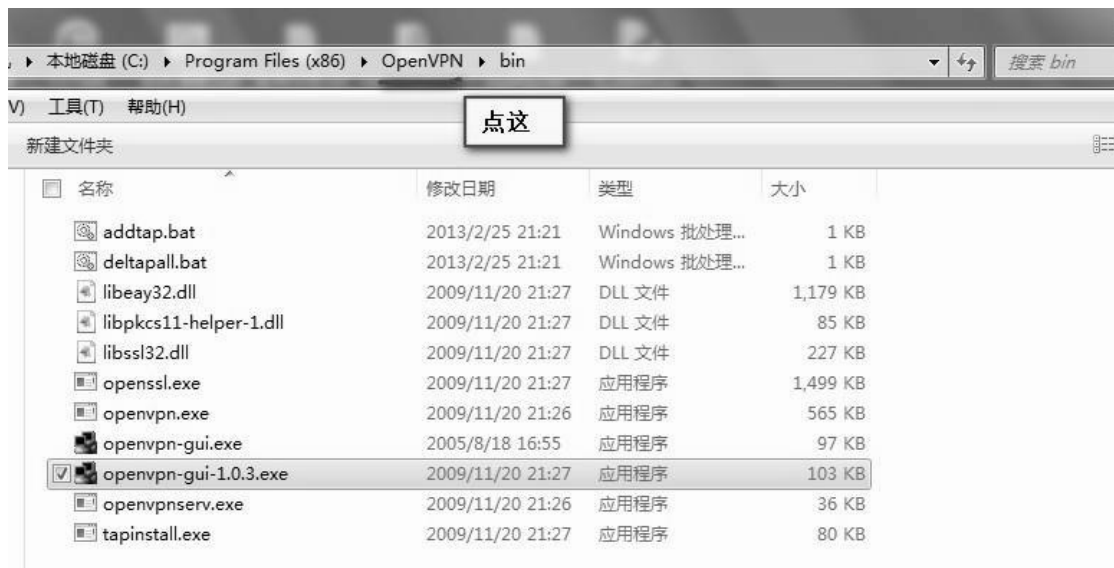 本地磁盘 (C:) ▸ Program Files (x86) ▸ OpenVPN ▸ bin
搜索 bin
V) 工具(T) 帮助(H)
点这
新建文件夹
名称 修改日期 类型 大小
addtap.bat 2013/2/25 21:21 Windows 批处理... 1 KB
deltapall.bat 2013/2/25 21:21 Windows 批处理... 1 KB
libeay32.dll 2009/11/20 21:27 DLL 文件 1,179 KB
libpkcs11-helper-1.dll 2009/11/20 21:27 DLL 文件 85 KB
libssl32.dll 2009/11/20 21:27 DLL 文件 227 KB
openssl.exe 2009/11/20 21:27 应用程序 1,499 KB
openvpn.exe 2009/11/20 21:26 应用程序 565 KB
openvpn-gui.exe 2005/8/18 16:55 应用程序 97 KB
openvpn-gui-1.0.3.exe 2009/11/20 21:27 应用程序 103 KB
openvpnserv.exe 2009/11/20 21:26 应用程序 36 KB
tapinstall.exe 2009/11/20 21:27 应用程序 80 KB